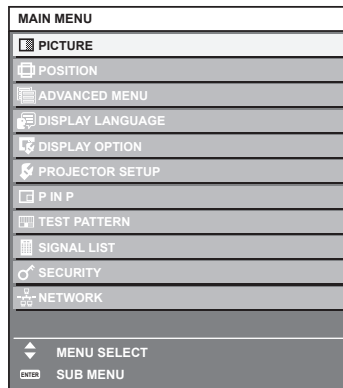 MAIN MENU
PICTURE
POSITION
ADVANCED MENU
DISPLAY LANGUAGE
DISPLAY OPTION
PROJECTOR SETUP
P IN P
TEST PATTERN
SIGNAL LIST
SECURITY
NETWORK
MENU SELECT
ENTER SUB MENU